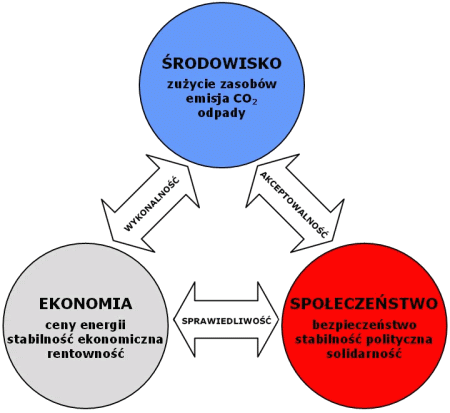 ŚRODOWISKO
zużycie zasobów
emisja CO₂
odpady
WYKONALNOŚĆ
AKCEPTOWALNOŚĆ
EKONOMIA
ceny energii
stabilność ekonomiczna
rentowność
SPRAWIEDLIWOŚĆ
SPOŁECZEŃSTWO
bezpieczeństwo
stabilność polityczna
solidarność